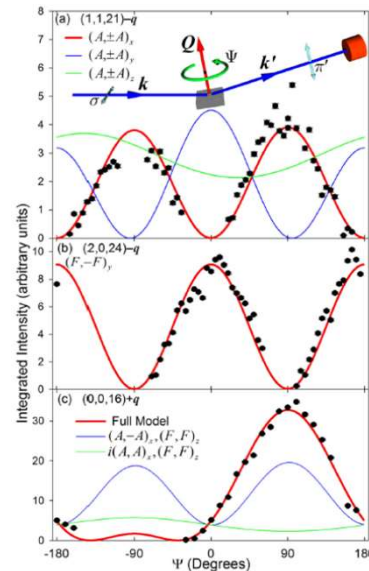 (a) (1,1,21)–q
(A,±A)x
(A,±A)y
(A,±A)z
Q
Ψ
k'
k
π'
σ
6
5
4
3
2
1
0
(b) (2,0,24)–q
(F,–F)y
10
8
6
4
2
0
(c) (0,0,16)+q
Full Model
(A,–A)x,(F,F)z
i(A,A)x,(F,F)z
30
20
10
0
Integrated Intensity (arbitrary units)
-180 -90 0 90 180
Ψ (Degrees)